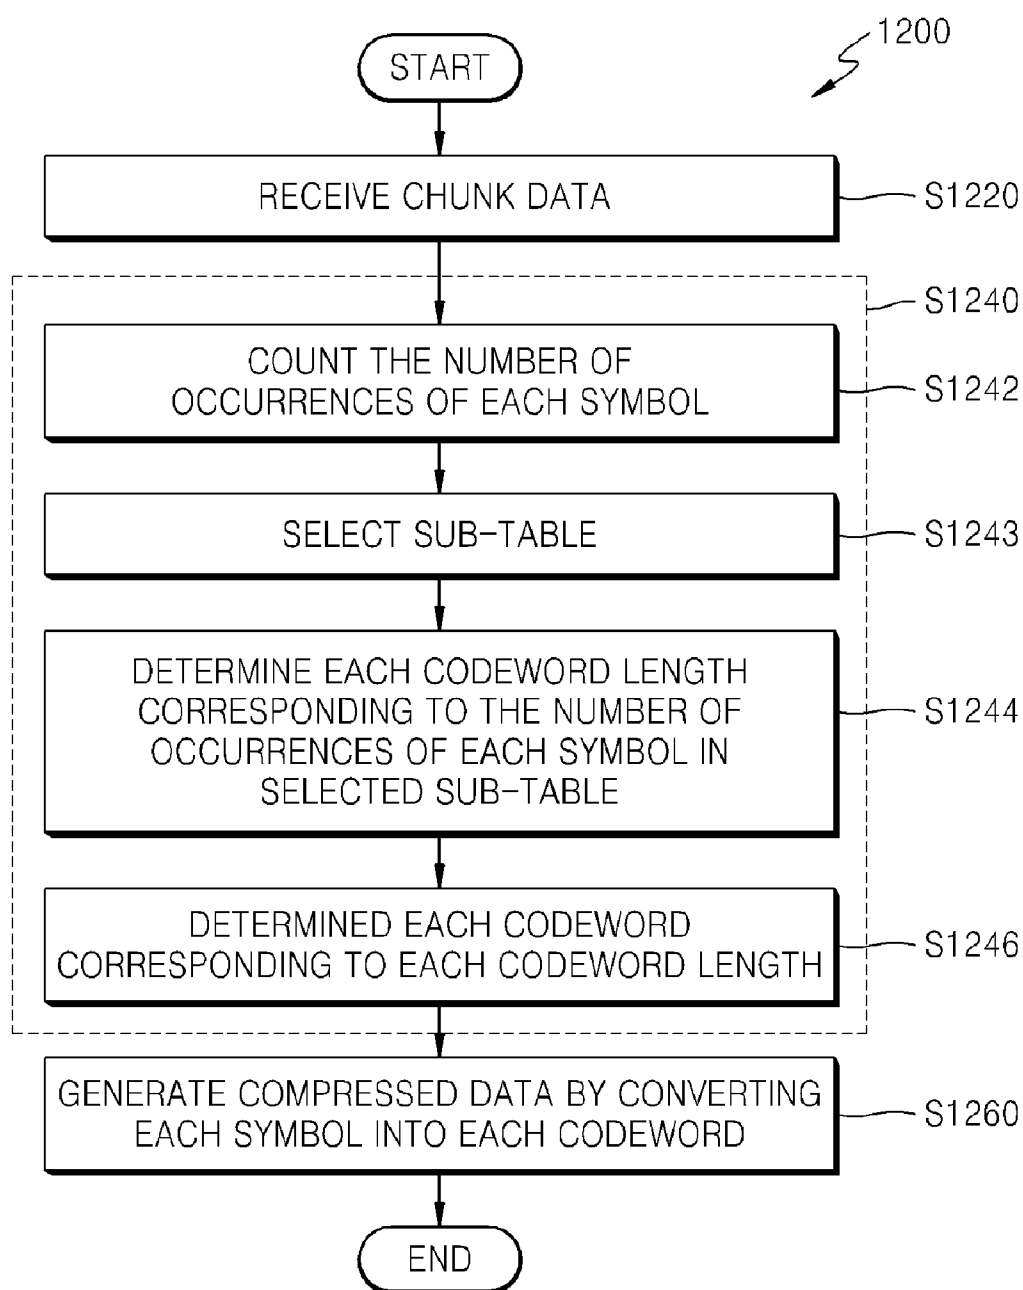 1200
START
RECEIVE CHUNK DATA
S1220
S1240
COUNT THE NUMBER OF
OCCURRENCES OF EACH SYMBOL
S1242
SELECT SUB-TABLE
S1243
DETERMINE EACH CODEWORD LENGTH
CORRESPONDING TO THE NUMBER OF
OCCURRENCES OF EACH SYMBOL IN
SELECTED SUB-TABLE
S1244
DETERMINED EACH CODEWORD
CORRESPONDING TO EACH CODEWORD LENGTH
S1246
GENERATE COMPRESSED DATA BY CONVERTING
EACH SYMBOL INTO EACH CODEWORD
S1260
END